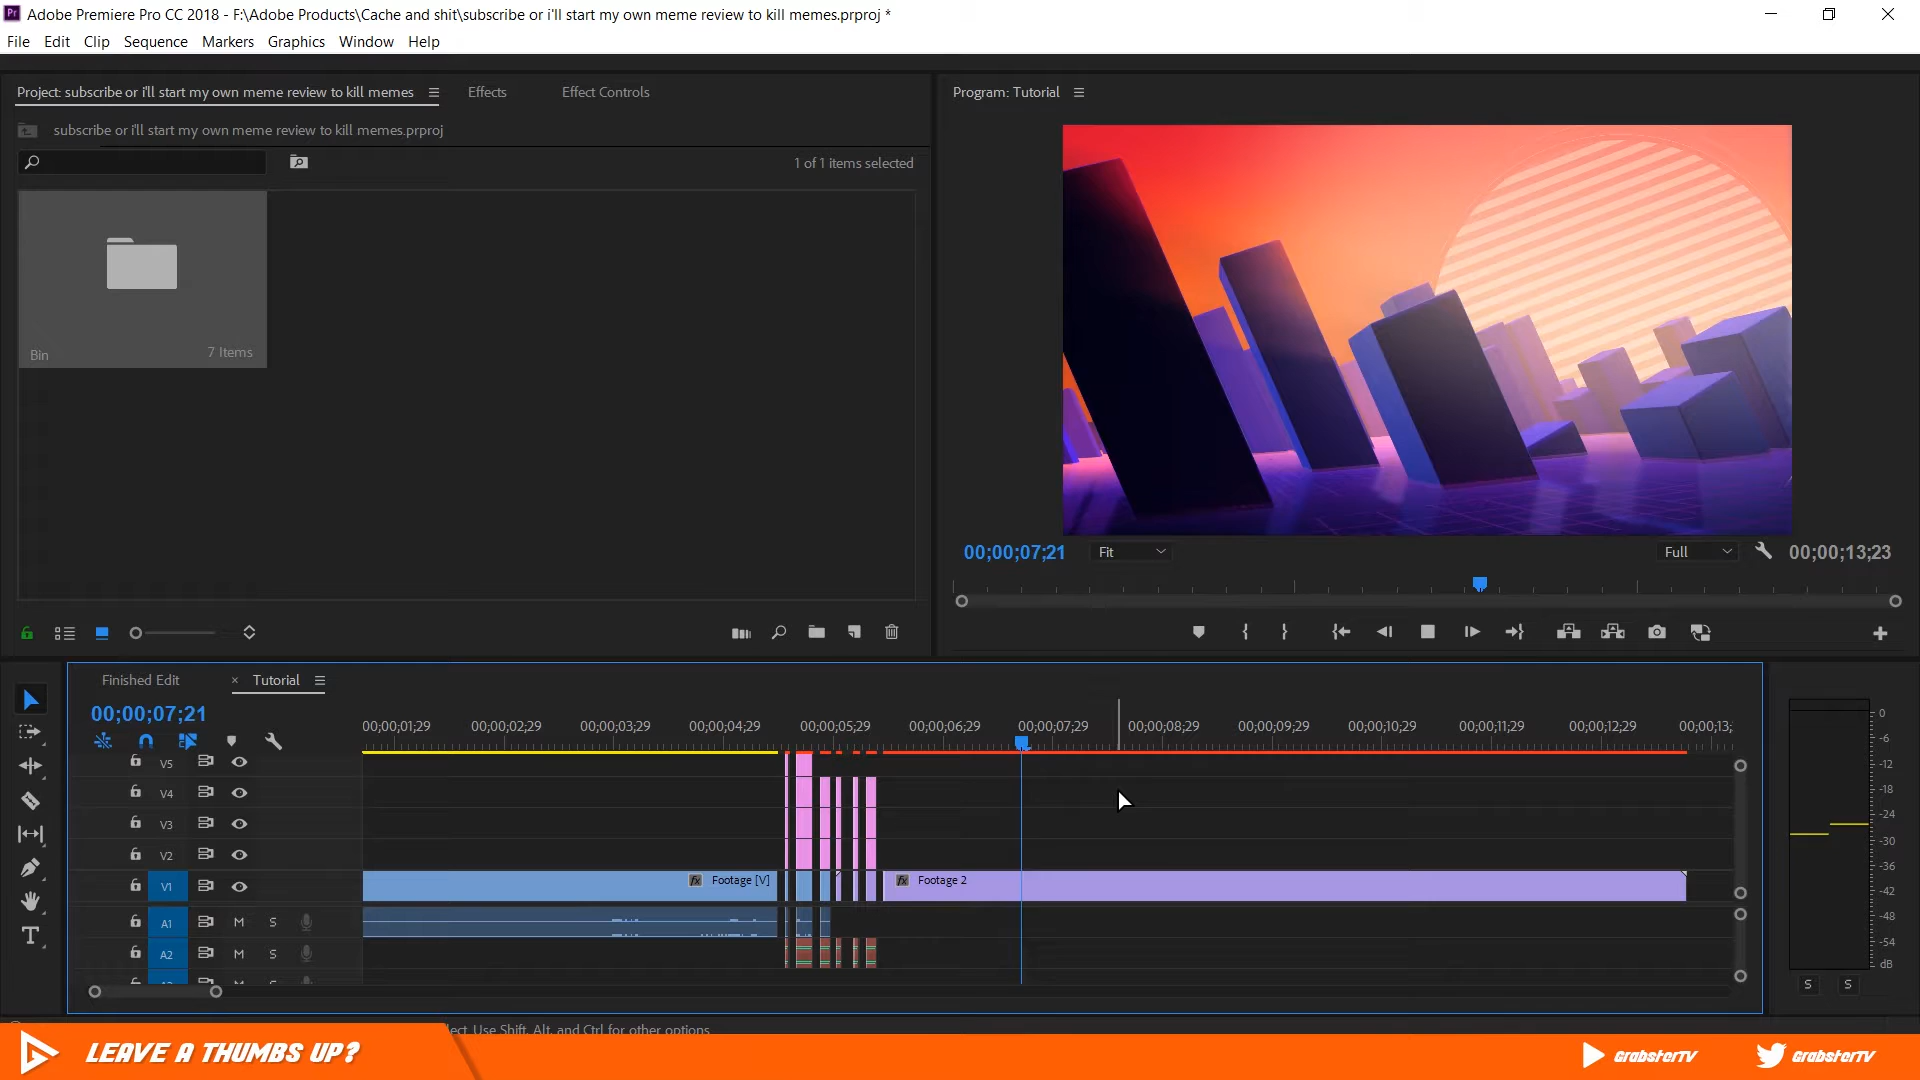 Adobe Premiere Pro CC 2018 - F:\Adobe Products\Cache and shit\subscribe or i'll start my own meme review to kill memes.prproj *
File Edit Clip Sequence Markers Graphics Window Help
Project: subscribe or i'll start my own meme review to kill memes Effects Effect Controls
Program: Tutorial
subscribe or i'll start my own meme review to kill memes.prproj
1 of 1 items selected
Bin 7 Items
00;00;07;21 Fit Full 00;00;13;23
Finished Edit × Tutorial
00;00;07;21
00;00;01;29 00;00;02;29 00;00;03;29 00;00;04;29 00;00;05;29 00;00;06;29 00;00;07;29 00;00;08;29 00;00;09;29 00;00;10;29 00;00;11;29 00;00;12;29 00;00;13;
V5
V4
V3
V2
V1 fx Footage [V] fx Footage 2
A1 M S
A2 M S
0
-6
-12
-18
-24
-30
-36
-42
-48
-54
dB
S S
lect. Use Shift, Alt, and Ctrl for other options.
LEAVE A THUMBS UP?
GrabsterTV GrabsterTV